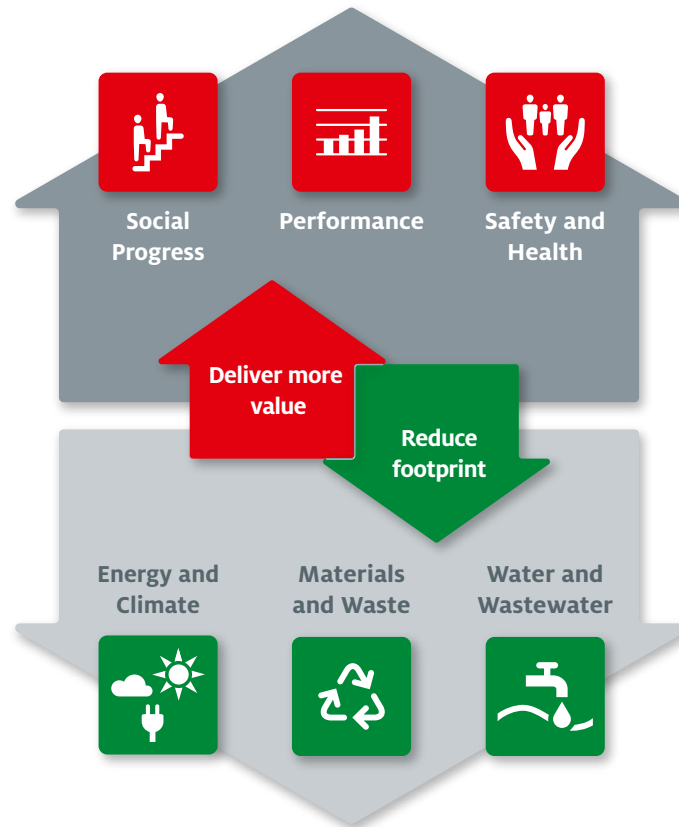 Social
Progress
Performance
Safety and
Health
Deliver more
value
Reduce
footprint
Energy and
Climate
Materials
and Waste
Water and
Wastewater